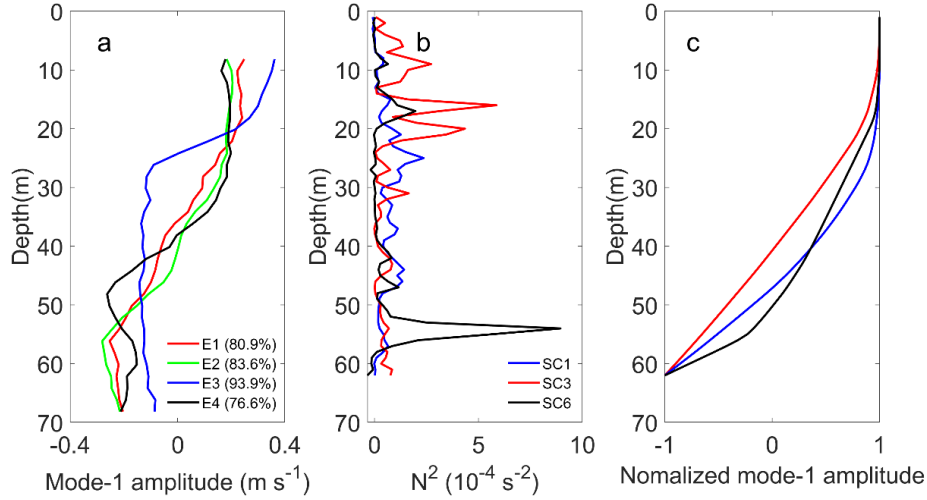 a
b
c
0
10
20
30
40
50
60
70
Depth(m)
-0.4
0
0.4
Mode-1 amplitude (m s⁻¹)
E1 (80.9%)
E2 (83.6%)
E3 (93.9%)
E4 (76.6%)
0
10
20
30
40
50
60
70
Depth(m)
0
5
10
N² (10⁻⁴ s⁻²)
SC1
SC3
SC6
0
10
20
30
40
50
60
70
Depth(m)
-1
0
1
Nomalized mode-1 amplitude